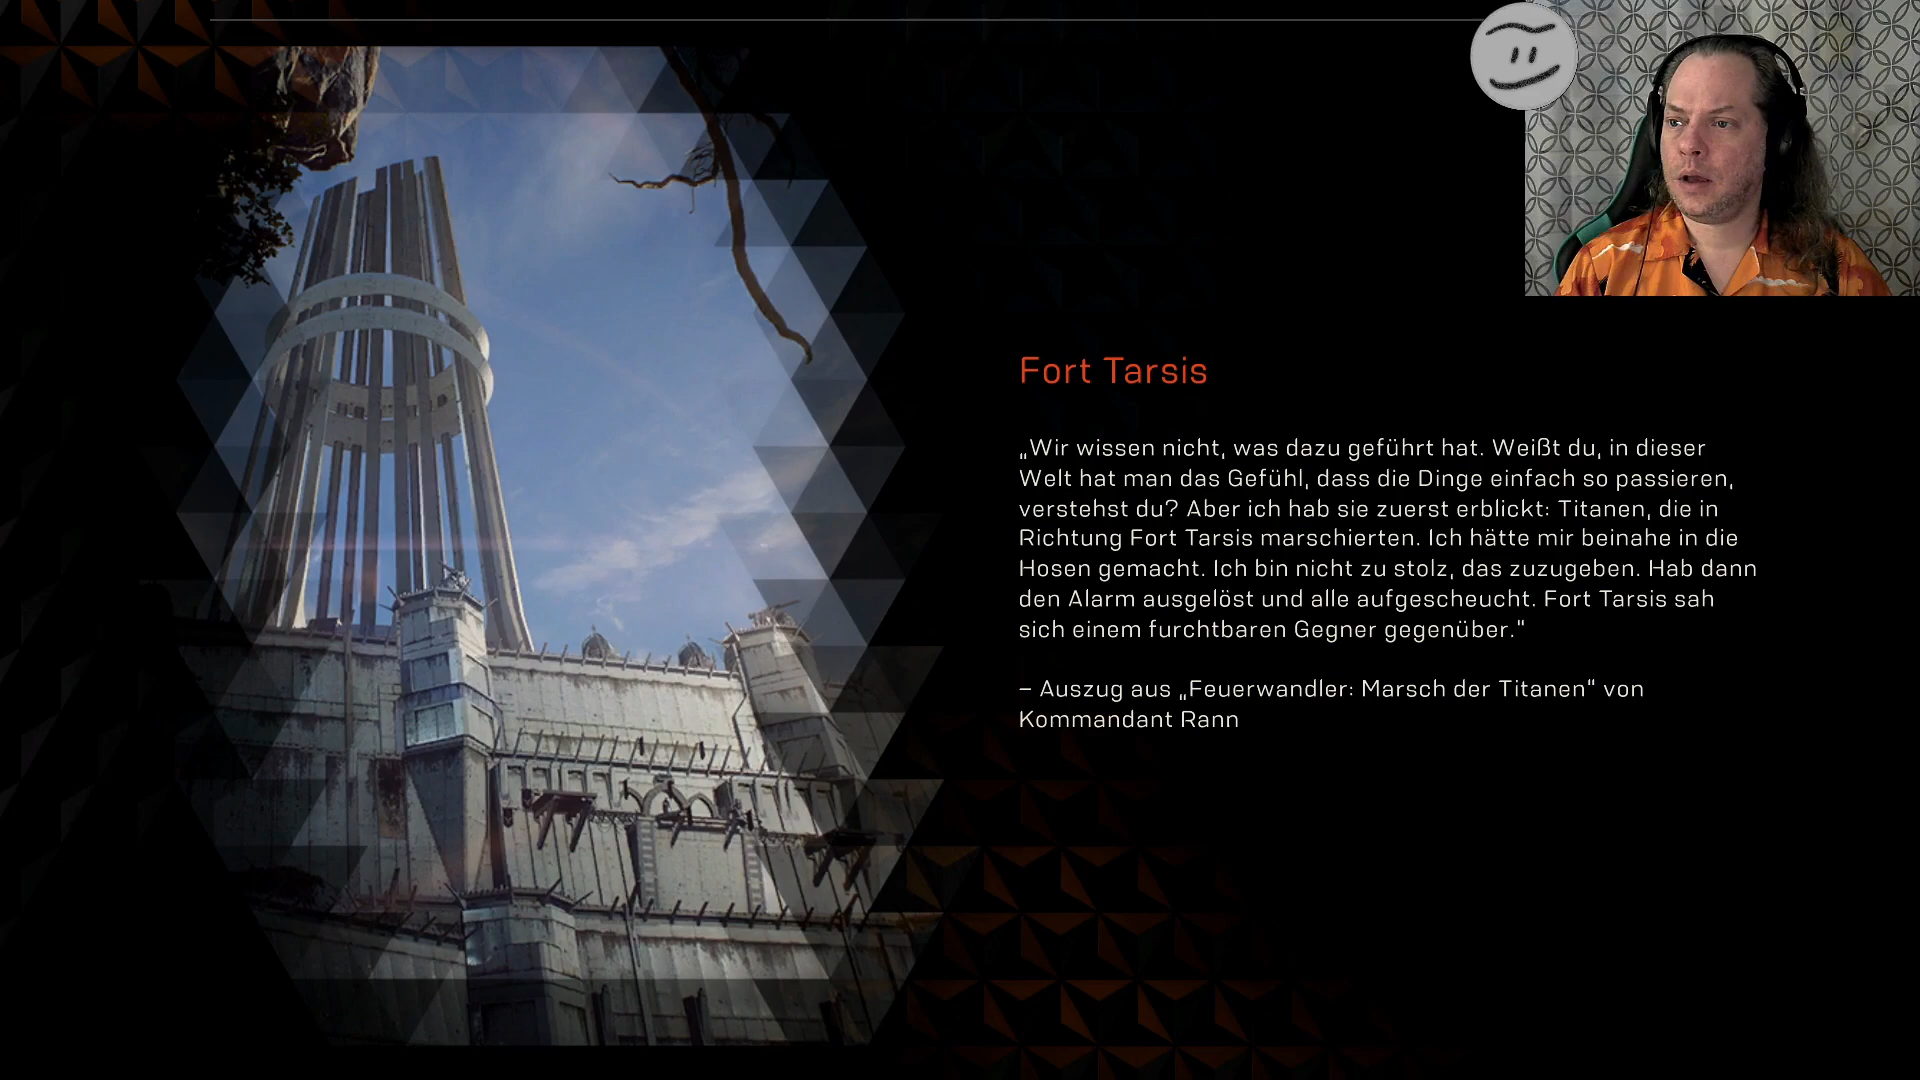 Fort Tarsis
„Wir wissen nicht, was dazu geführt hat. Weißt du, in dieser
Welt hat man das Gefühl, dass die Dinge einfach so passieren,
verstehst du? Aber ich hab sie zuerst erblickt: Titanen, die in
Richtung Fort Tarsis marschierten. Ich hätte mir beinahe in die
Hosen gemacht. Ich bin nicht zu stolz, das zuzugeben. Hab dann
den Alarm ausgelöst und alle aufgescheucht. Fort Tarsis sah
sich einem furchtbaren Gegner gegenüber."
– Auszug aus „Feuerwandler: Marsch der Titanen" von
Kommandant Rann